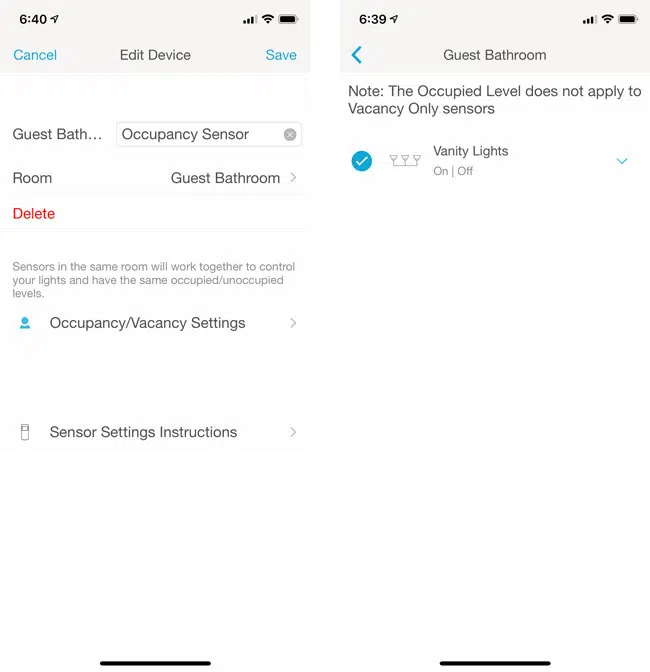 6:40
Cancel Edit Device Save
Guest Bath… Occupancy Sensor
Room Guest Bathroom
Delete
Sensors in the same room will work together to control
your lights and have the same occupied/unoccupied
levels.
Occupancy/Vacancy Settings
Sensor Settings Instructions
6:39
Guest Bathroom
Note: The Occupied Level does not apply to
Vacancy Only sensors
Vanity Lights
On | Off